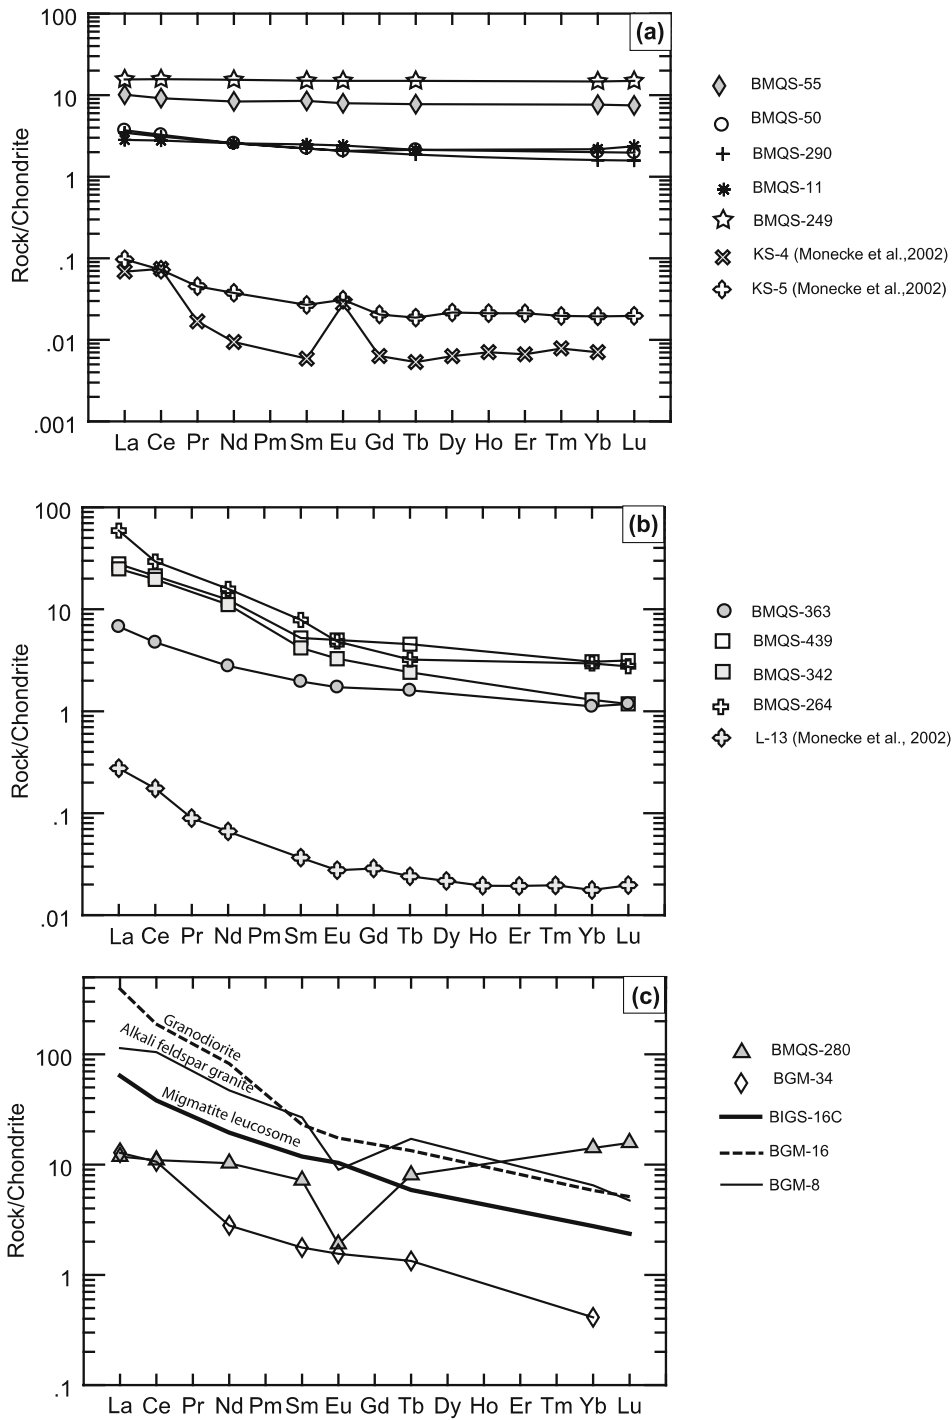 100
10
1
.1
.01
.001
Rock/Chondrite
(a)
La Ce Pr Nd Pm Sm Eu Gd Tb Dy Ho Er Tm Yb Lu
BMQS-55
BMQS-50
BMQS-290
BMQS-11
BMQS-249
KS-4 (Monecke et al.,2002)
KS-5 (Monecke et al.,2002)
100
10
1
.1
.01
Rock/Chondrite
(b)
La Ce Pr Nd Pm Sm Eu Gd Tb Dy Ho Er Tm Yb Lu
BMQS-363
BMQS-439
BMQS-342
BMQS-264
L-13 (Monecke et al., 2002)
100
10
1
.1
Rock/Chondrite
(c)
Granodiorite
Alkali feldspar granite
Migmatite leucosome
La Ce Pr Nd Pm Sm Eu Gd Tb Dy Ho Er Tm Yb Lu
BMQS-280
BGM-34
BIGS-16C
BGM-16
BGM-8